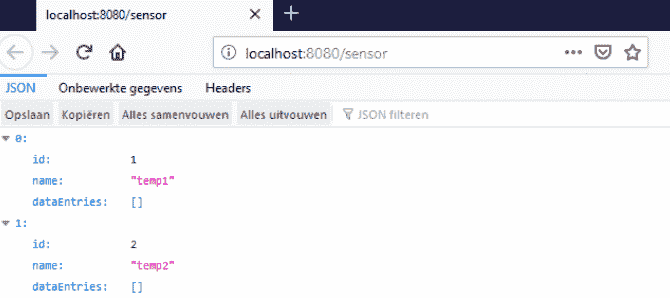 localhost:8080/sensor
localhost:8080/sensor
JSON Onbewerkte gegevens Headers
Opslaan Kopiëren Alles samenvouwen Alles uitvouwen JSON filteren
0:
id: 1
name: "temp1"
dataEntries: []
1:
id: 2
name: "temp2"
dataEntries: []